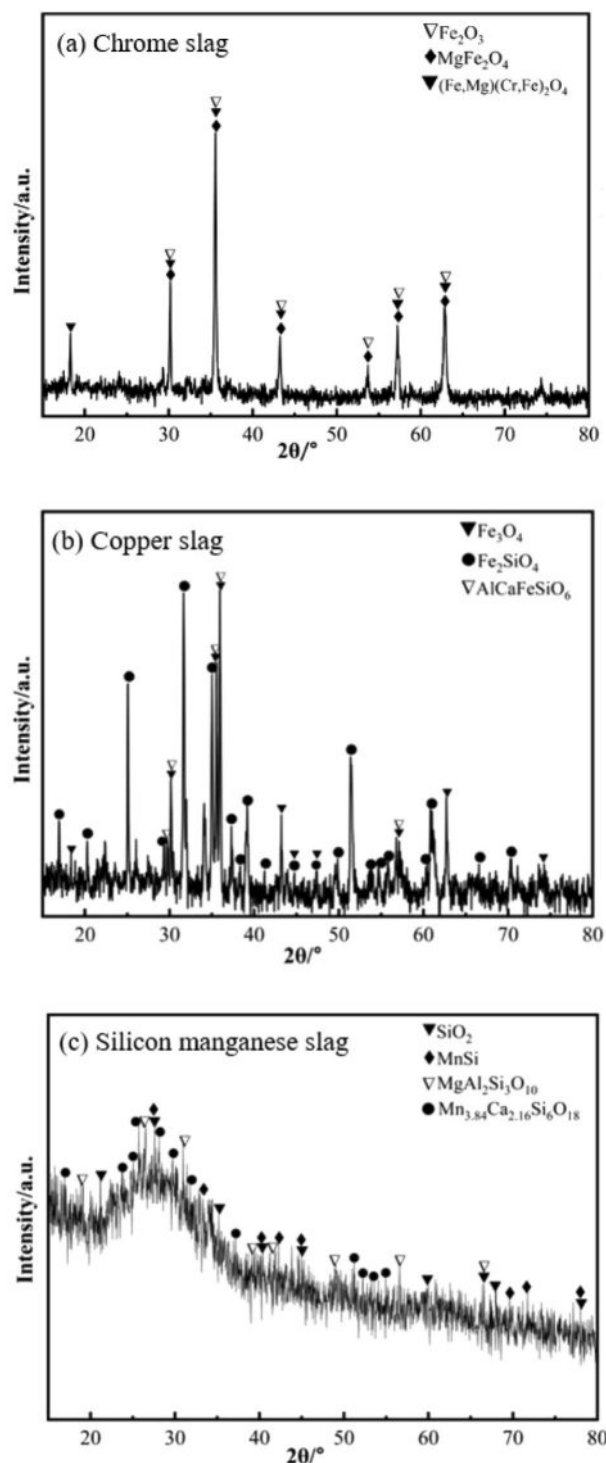 (a) Chrome slag
▽Fe₂O₃
◆MgFe₂O₄
▼(Fe,Mg)(Cr,Fe)₂O₄
Intensity/a.u.
20 30 40 50 60 70 80
2θ/°
(b) Copper slag
▼Fe₃O₄
●Fe₂SiO₄
▽AlCaFeSiO₆
Intensity/a.u.
20 30 40 50 60 70 80
2θ/°
(c) Silicon manganese slag
▼SiO₂
◆MnSi
▽MgAl₂Si₃O₁₀
●Mn₃.₈₄Ca₂.₁₆Si₆O₁₈
Intensity/a.u.
20 30 40 50 60 70 80
2θ/°